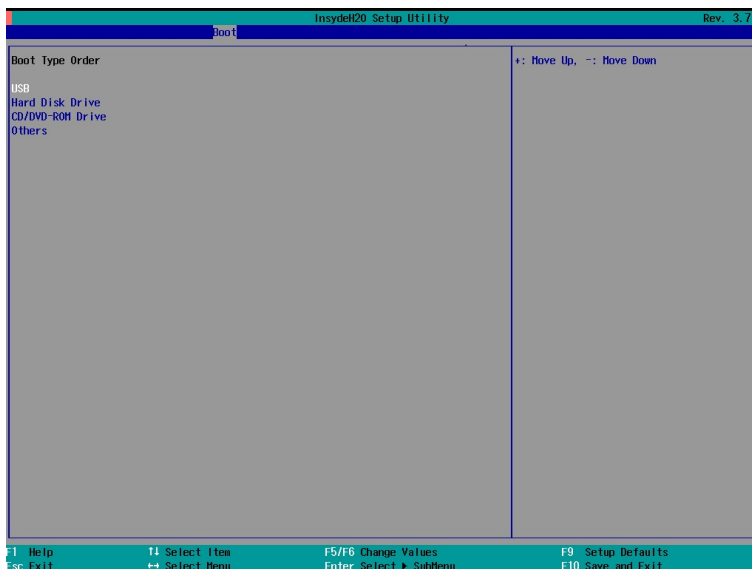 InsydeH20 Setup Utility Rev. 3.7
Boot
Boot Type Order
+: Move Up, -: Move Down
USB
Hard Disk Drive
CD/DVD-ROM Drive
Others
F1 Help ↑↓ Select Item F5/F6 Change Values F9 Setup Defaults
Esc Exit ↔ Select Menu Enter Select ▶ SubMenu F10 Save and Exit